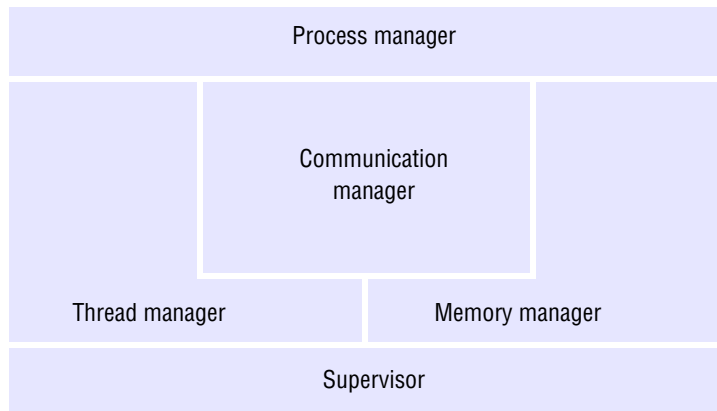 Process manager
Communication
manager
Thread manager
Memory manager
Supervisor